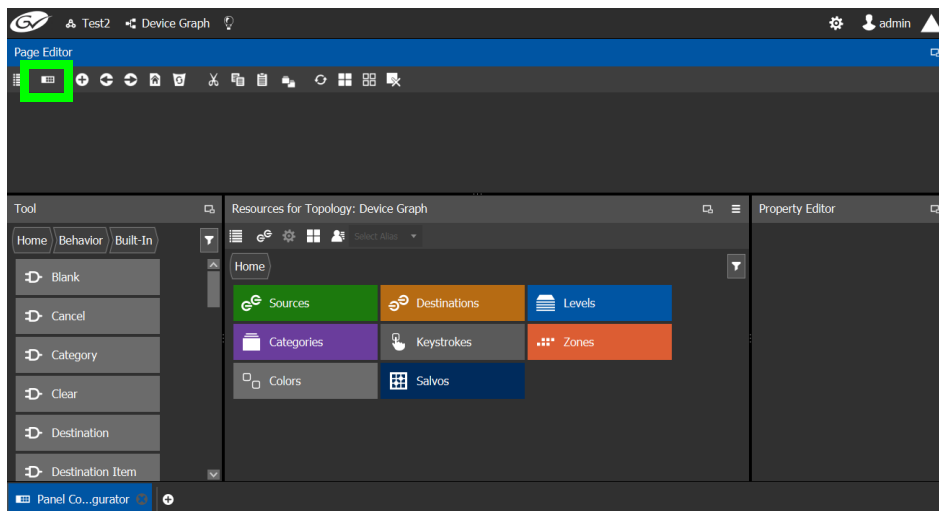 GV Test2 Device Graph admin
Page Editor
Tool
Home Behavior Built-In
Blank
Cancel
Category
Clear
Destination
Destination Item
Resources for Topology: Device Graph
Select Alias
Home
Sources Destinations Levels
Categories Keystrokes Zones
Colors Salvos
Property Editor
Panel Co...gurator